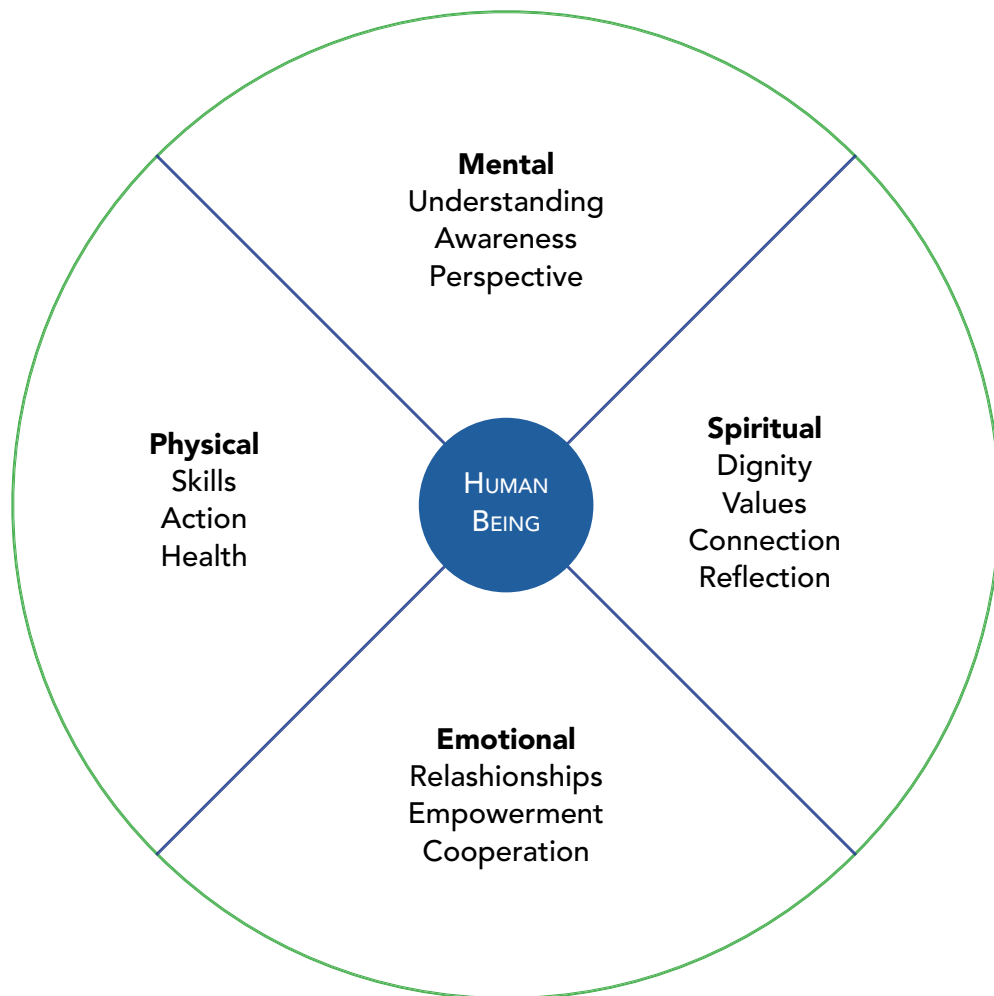 Mental
Understanding
Awareness
Perspective
Physical
Skills
Action
Health
Human
Being
Spiritual
Dignity
Values
Connection
Reflection
Emotional
Relashionships
Empowerment
Cooperation